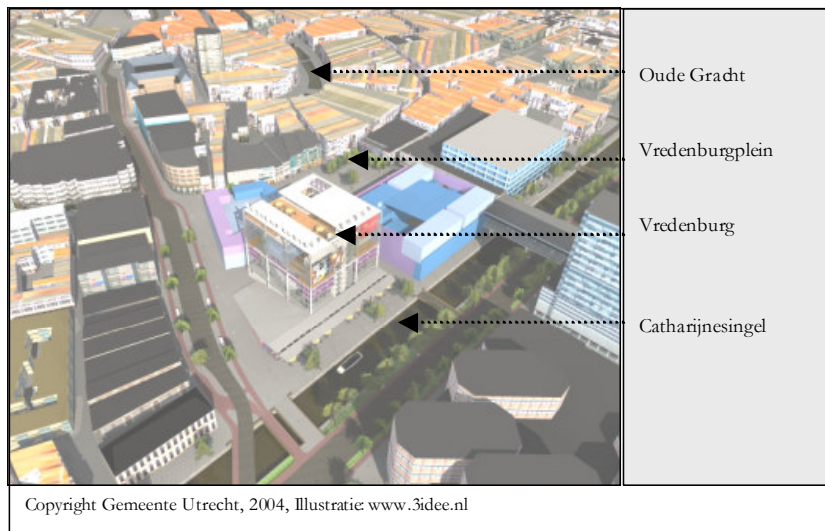 Oude Gracht
Vredenburgplein
Vredenburg
Catharijnesingel
Copyright Gemeente Utrecht, 2004, Illustratie: www.3idee.nl